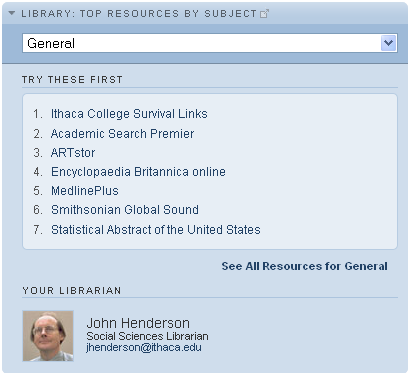 LIBRARY: TOP RESOURCES BY SUBJECT
General
TRY THESE FIRST
1. Ithaca College Survival Links
2. Academic Search Premier
3. ARTstor
4. Encyclopaedia Britannica online
5. MedlinePlus
6. Smithsonian Global Sound
7. Statistical Abstract of the United States
See All Resources for General
YOUR LIBRARIAN
John Henderson
Social Sciences Librarian
jhenderson@ithaca.edu